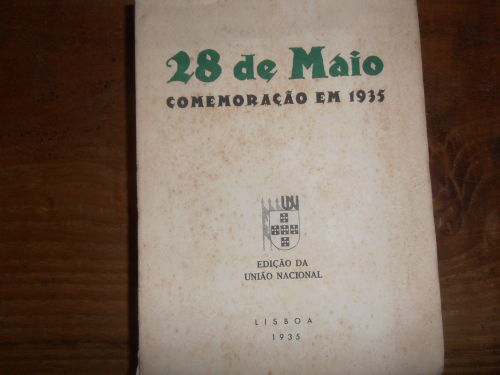 28 de Maio
COMEMORAÇÃO EM 1935
UN
EDIÇÃO DA
UNIÃO NACIONAL
LISBOA
1935